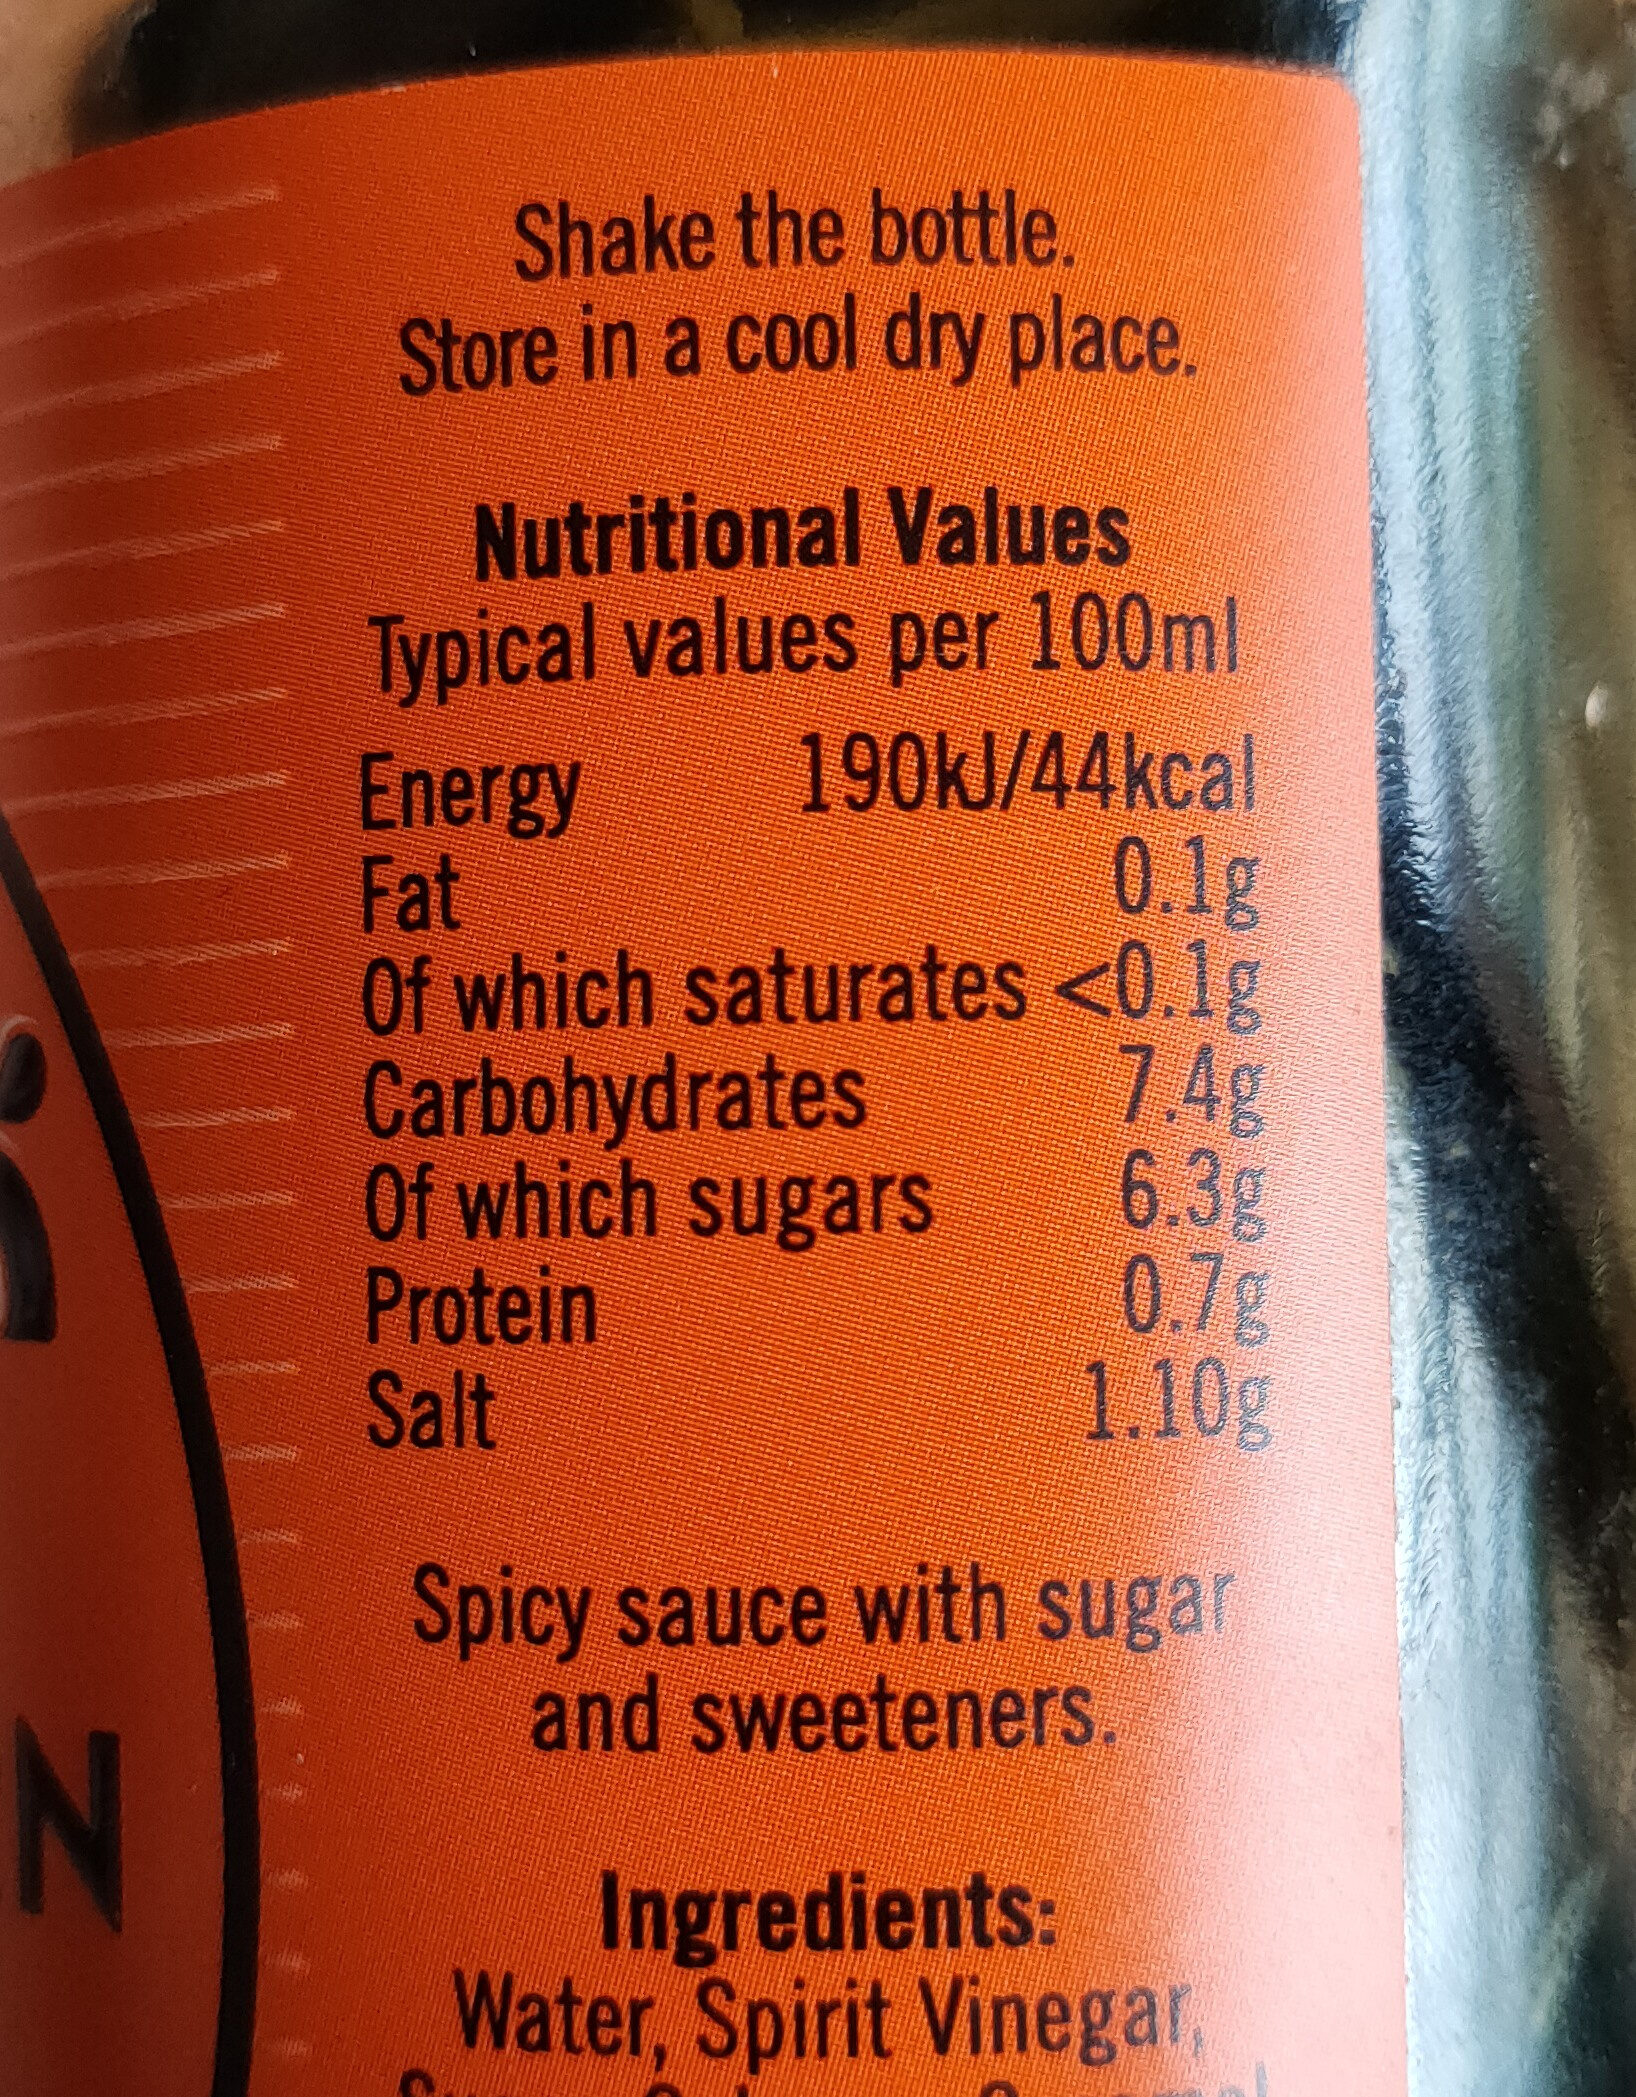 Shake the bottle.
Store in a cool dry place.
Nutritional Values
Typical values per 100ml
Energy 190kJ/44kcal
Fat 0.1g
Of which saturates <0.1g
Carbohydrates 7.4g
Of which sugars 6.3g
Protein 0.7g
Salt 1.10g
Spicy sauce with sugar
and sweeteners.
Ingredients:
Water, Spirit Vinegar,
N